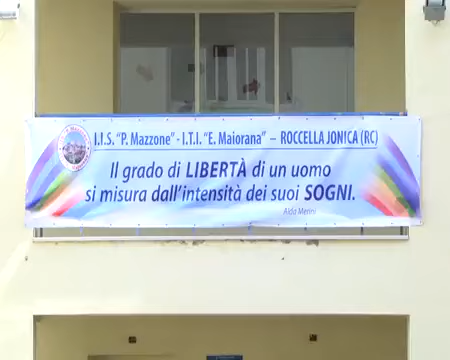 I.I.S. "P. Mazzone" - I.T.I. "E. Maiorana" – ROCCELLA JONICA (RC)
Il grado di LIBERTÀ di un uomo
si misura dall'intensità dei suoi SOGNI.
Alda Merini